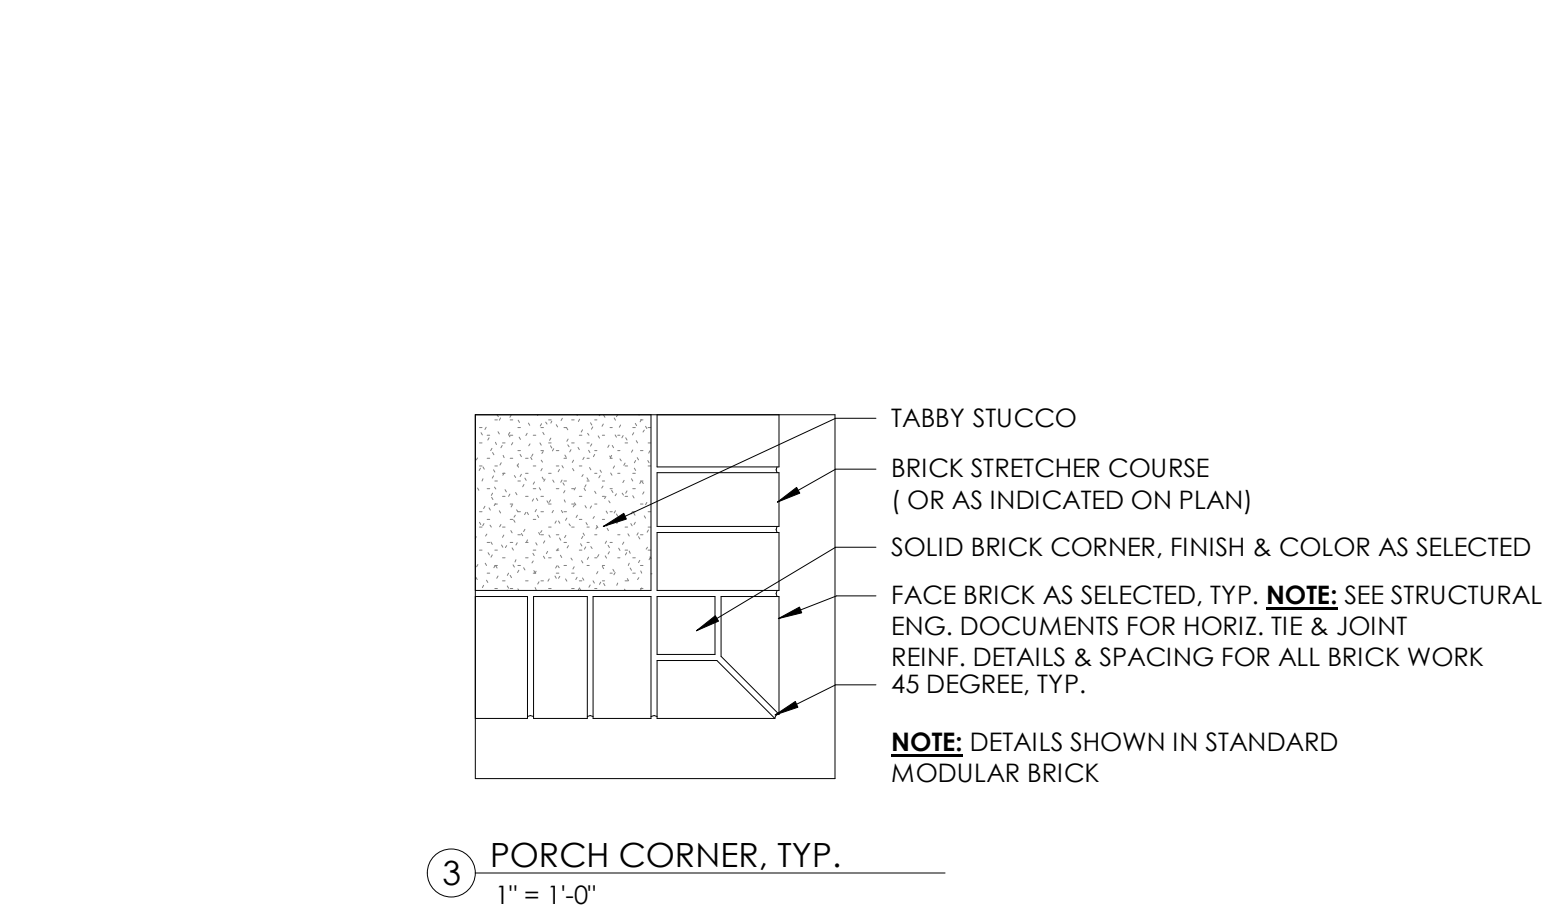 TABBY STUCCO
BRICK STRETCHER COURSE
( OR AS INDICATED ON PLAN)
SOLID BRICK CORNER, FINISH & COLOR AS SELECTED
FACE BRICK AS SELECTED, TYP. NOTE: SEE STRUCTURAL
ENG. DOCUMENTS FOR HORIZ. TIE & JOINT
REINF. DETAILS & SPACING FOR ALL BRICK WORK
45 DEGREE, TYP.
NOTE: DETAILS SHOWN IN STANDARD
MODULAR BRICK
3 PORCH CORNER, TYP.
1" = 1'-0"